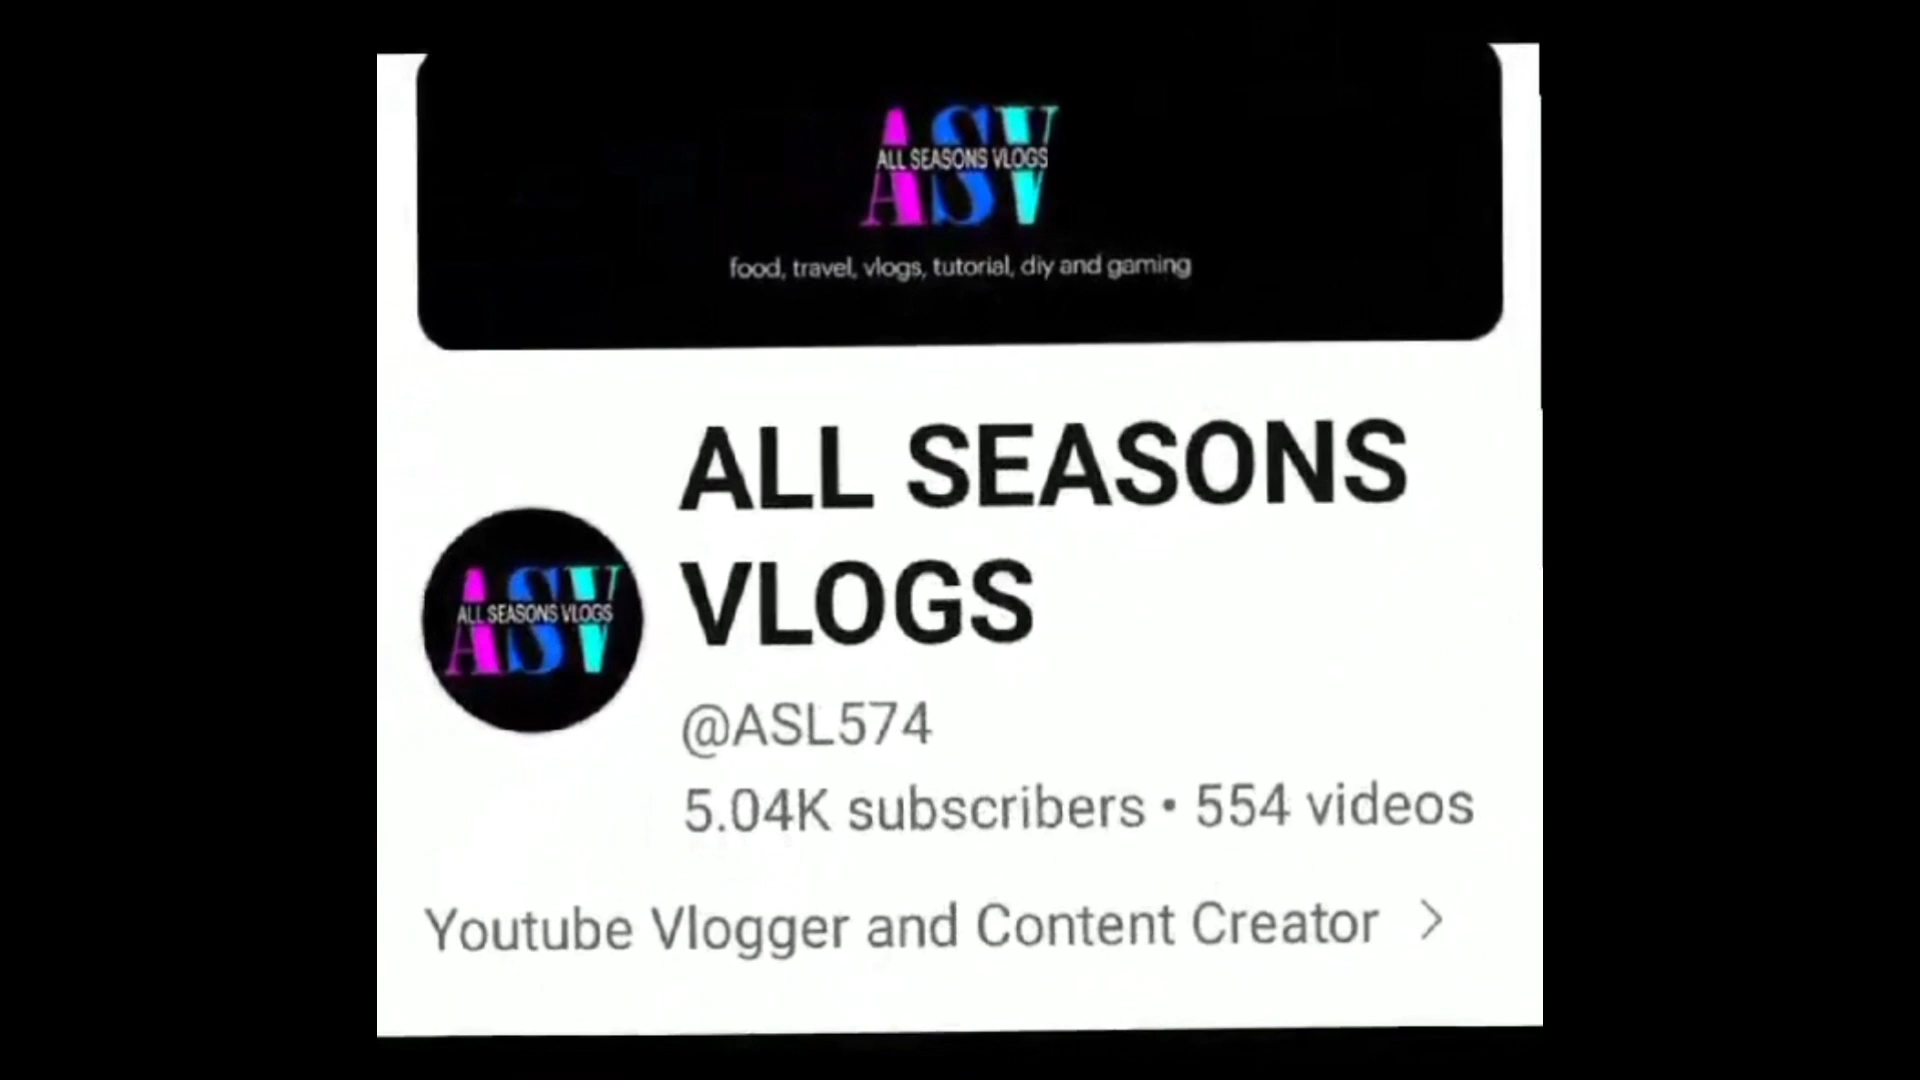 ASV
ALL SEASONS VLOGS
food, travel, vlogs, tutorial, diy and gaming
ALL SEASONS
VLOGS
ASV
ALL SEASONS VLOGS
@ASL574
5.04K subscribers • 554 videos
Youtube Vlogger and Content Creator >